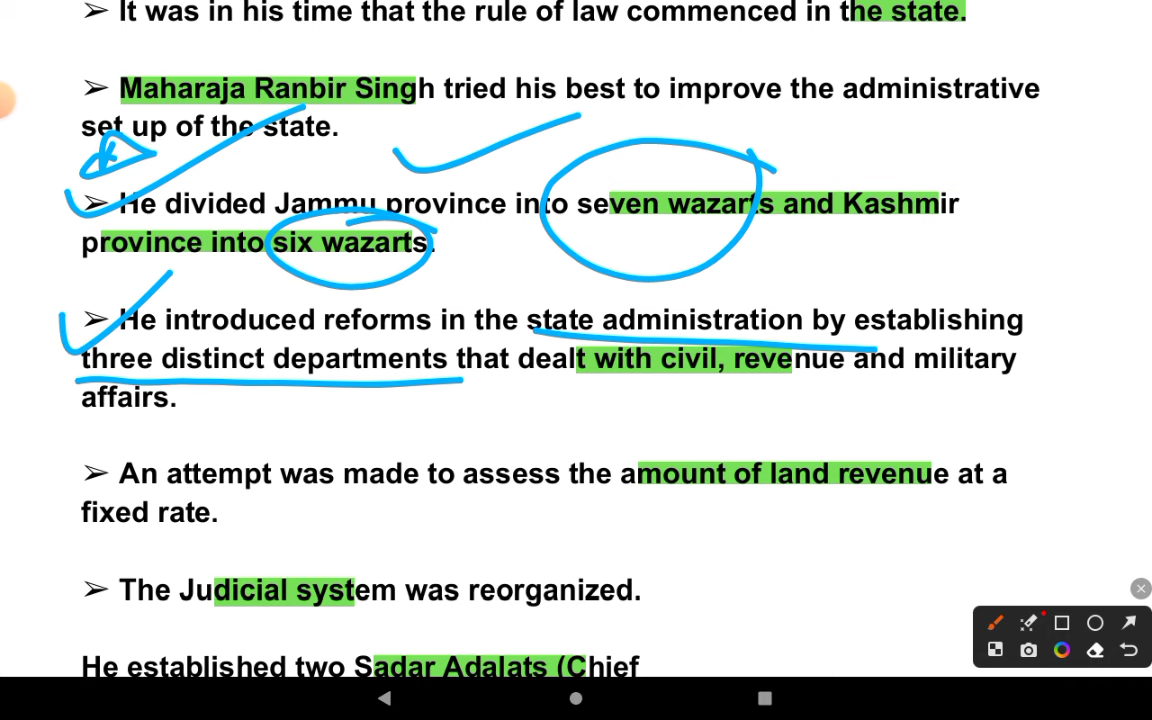 ➢ It was in his time that the rule of law commenced in the state.
➢ Maharaja Ranbir Singh tried his best to improve the administrative
set up of the state.
➢ He divided Jammu province into seven wazarts and Kashmir
province into six wazarts.
➢ He introduced reforms in the state administration by establishing
three distinct departments that dealt with civil, revenue and military
affairs.
➢ An attempt was made to assess the amount of land revenue at a
fixed rate.
➢ The Judicial system was reorganized.
He established two Sadar Adalats (Chief